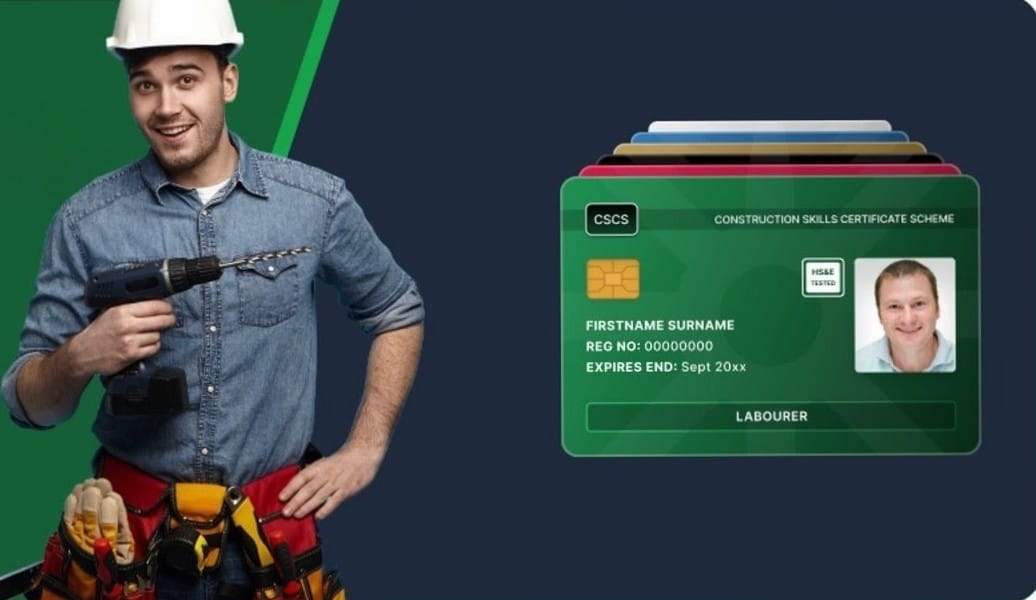 CSCS
CONSTRUCTION SKILLS CERTIFICATE SCHEME
HS&E
TESTED
FIRSTNAME SURNAME
REG NO: 00000000
EXPIRES END: Sept 20xx
LABOURER